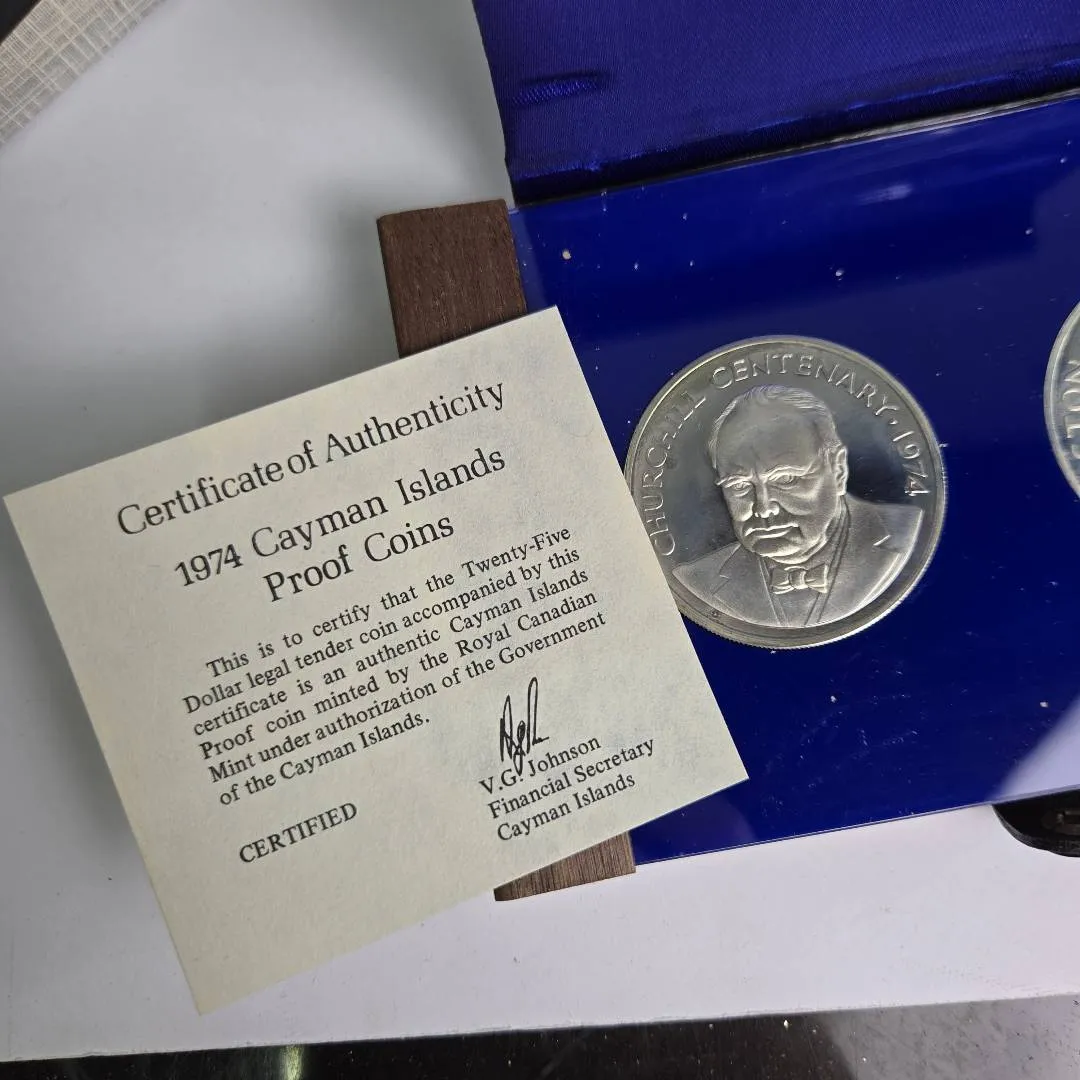 Certificate of Authenticity
1974 Cayman Islands
Proof Coins
This is to certify that the Twenty-Five
Dollar legal tender coin accompanied by this
certificate is an authentic Cayman Islands
Proof coin minted by the Royal Canadian
Mint under authorization of the Government
of the Cayman Islands.
V.G. Johnson
Financial Secretary
Cayman Islands
CERTIFIED
CHURCHILL CENTENARY · 1974